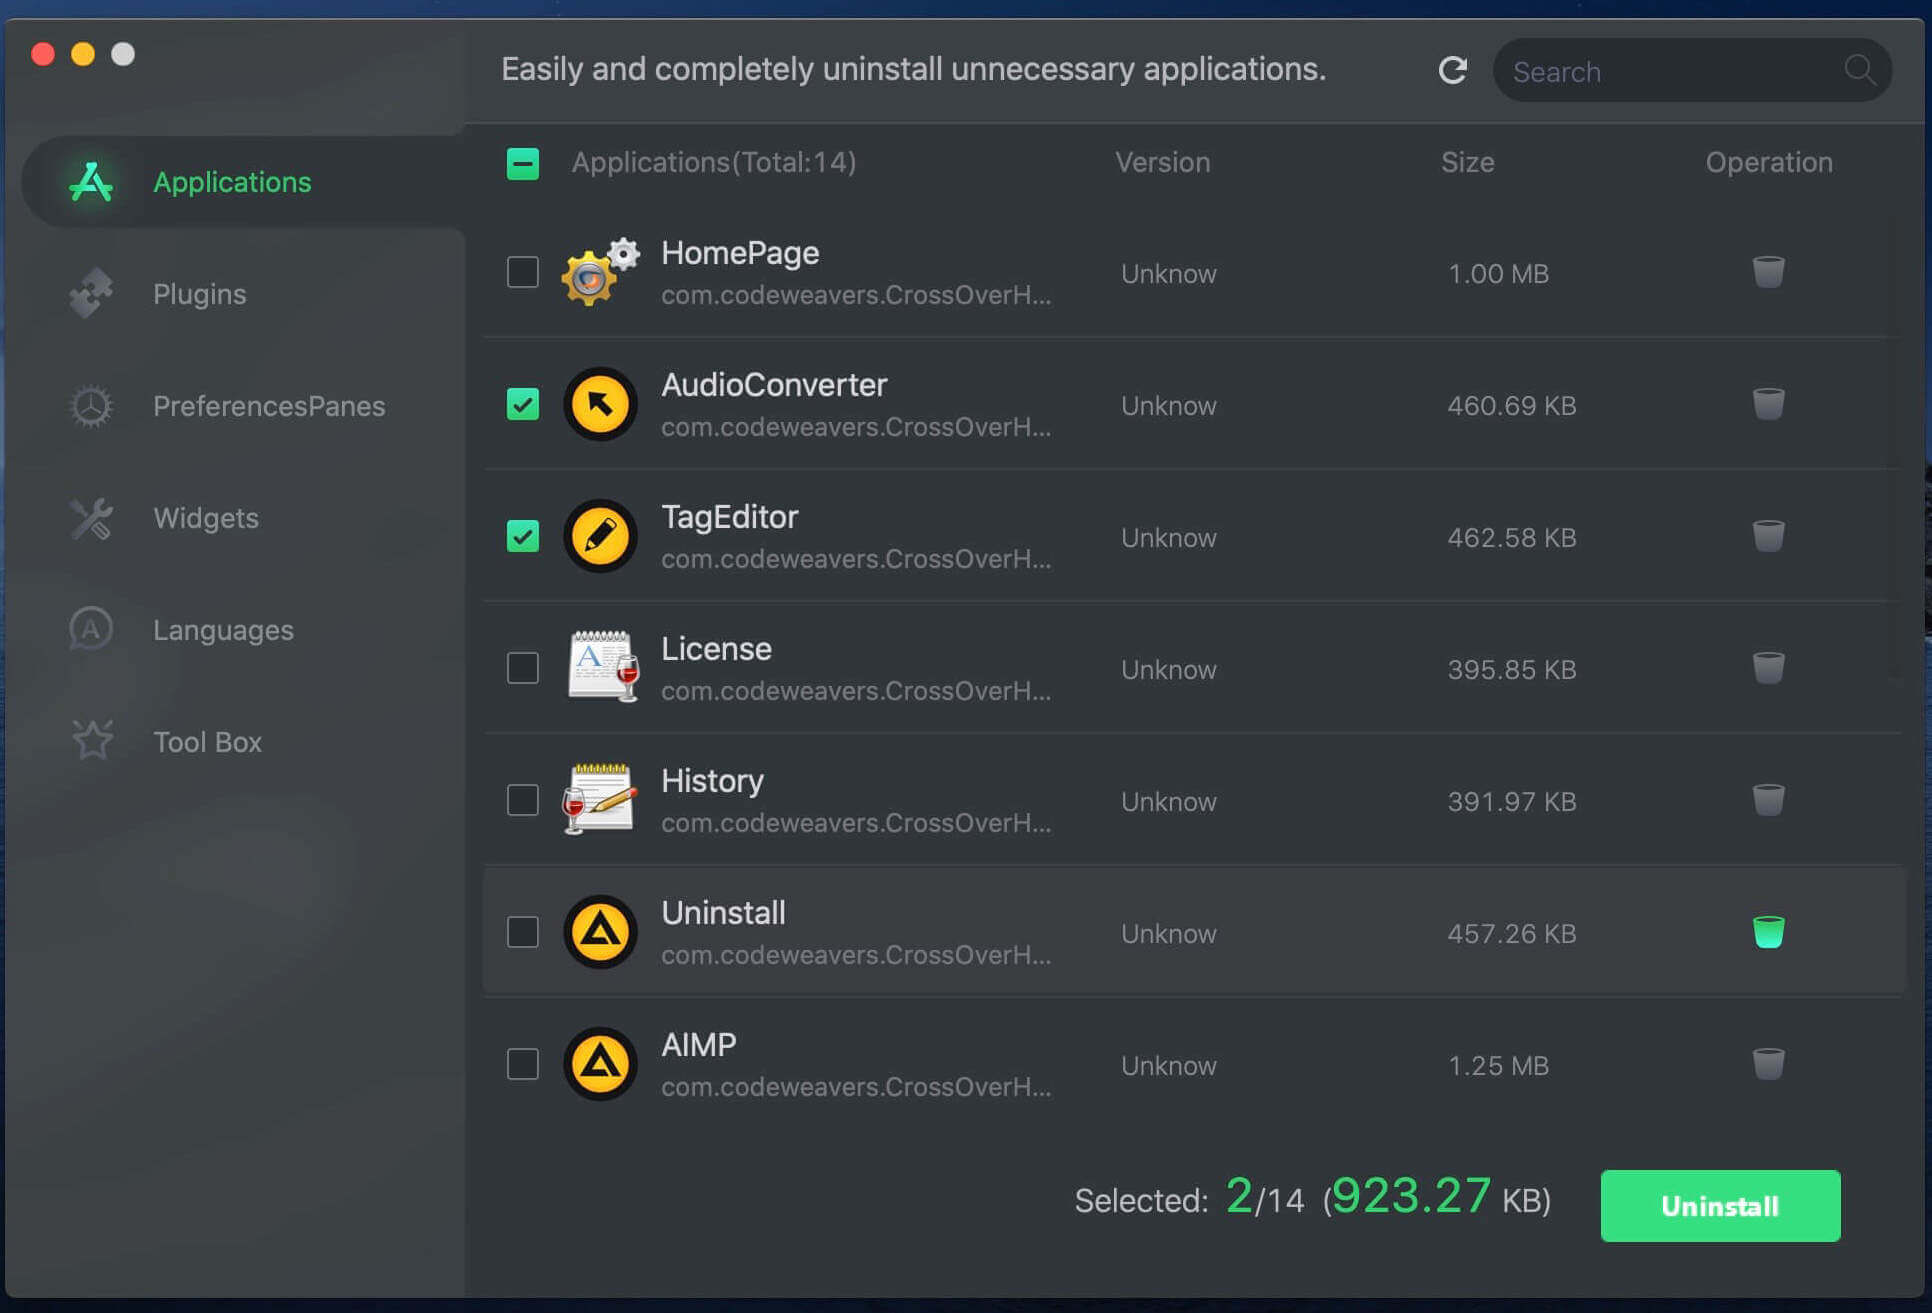 Easily and completely uninstall unnecessary applications.
Search
Applications
Plugins
PreferencesPanes
Widgets
Languages
Tool Box
Applications(Total:14) Version Size Operation
HomePage
com.codeweavers.CrossOverH... Unknow 1.00 MB
AudioConverter
com.codeweavers.CrossOverH... Unknow 460.69 KB
TagEditor
com.codeweavers.CrossOverH... Unknow 462.58 KB
License
com.codeweavers.CrossOverH... Unknow 395.85 KB
History
com.codeweavers.CrossOverH... Unknow 391.97 KB
Uninstall
com.codeweavers.CrossOverH... Unknow 457.26 KB
AIMP
com.codeweavers.CrossOverH... Unknow 1.25 MB
Selected: 2/14 (923.27 KB)
Uninstall